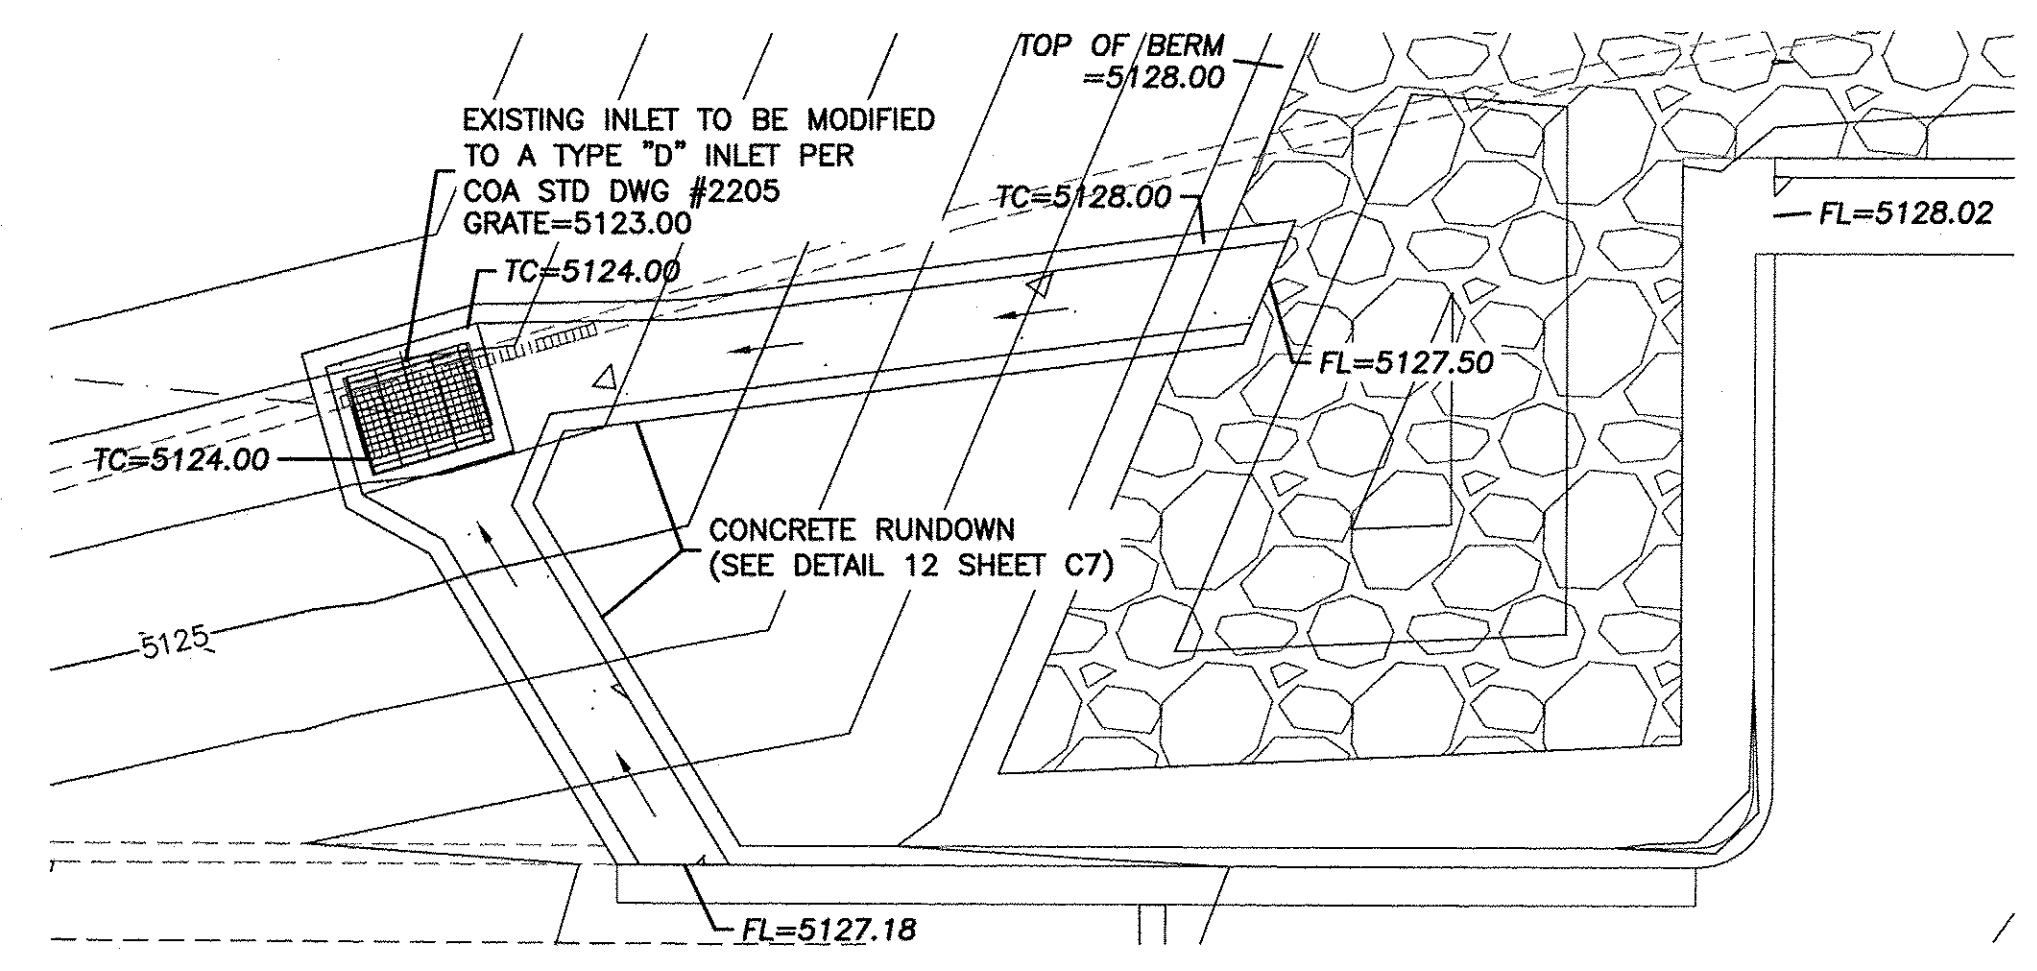 TOP OF BERM
=5128.00
EXISTING INLET TO BE MODIFIED
TO A TYPE "D" INLET PER
COA STD DWG #2205
GRATE=5123.00
TC=5128.00
FL=5128.02
TC=5124.00
FL=5127.50
TC=5124.00
CONCRETE RUNDOWN
(SEE DETAIL 12 SHEET C7)
5125
FL=5127.18